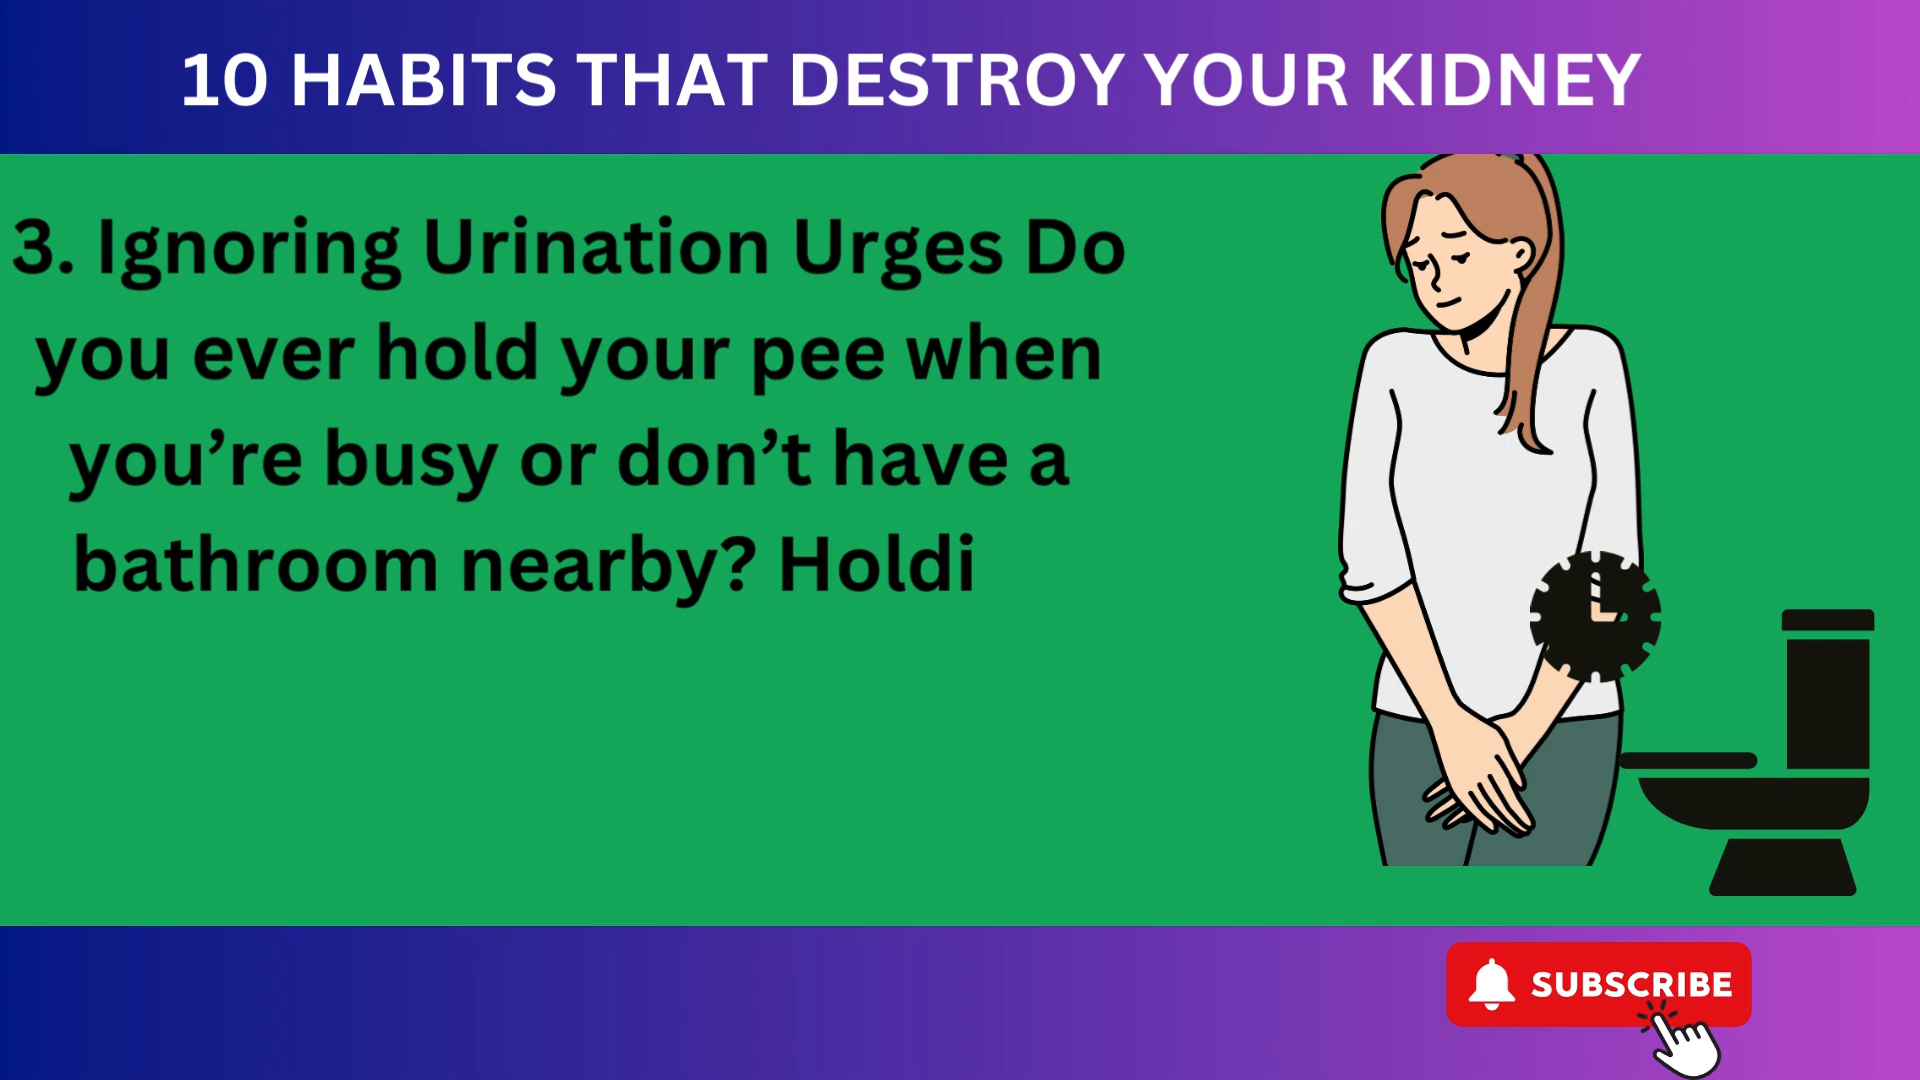 10 HABITS THAT DESTROY YOUR KIDNEY
3. Ignoring Urination Urges Do
you ever hold your pee when
you’re busy or don’t have a
bathroom nearby? Holdi
SUBSCRIBE